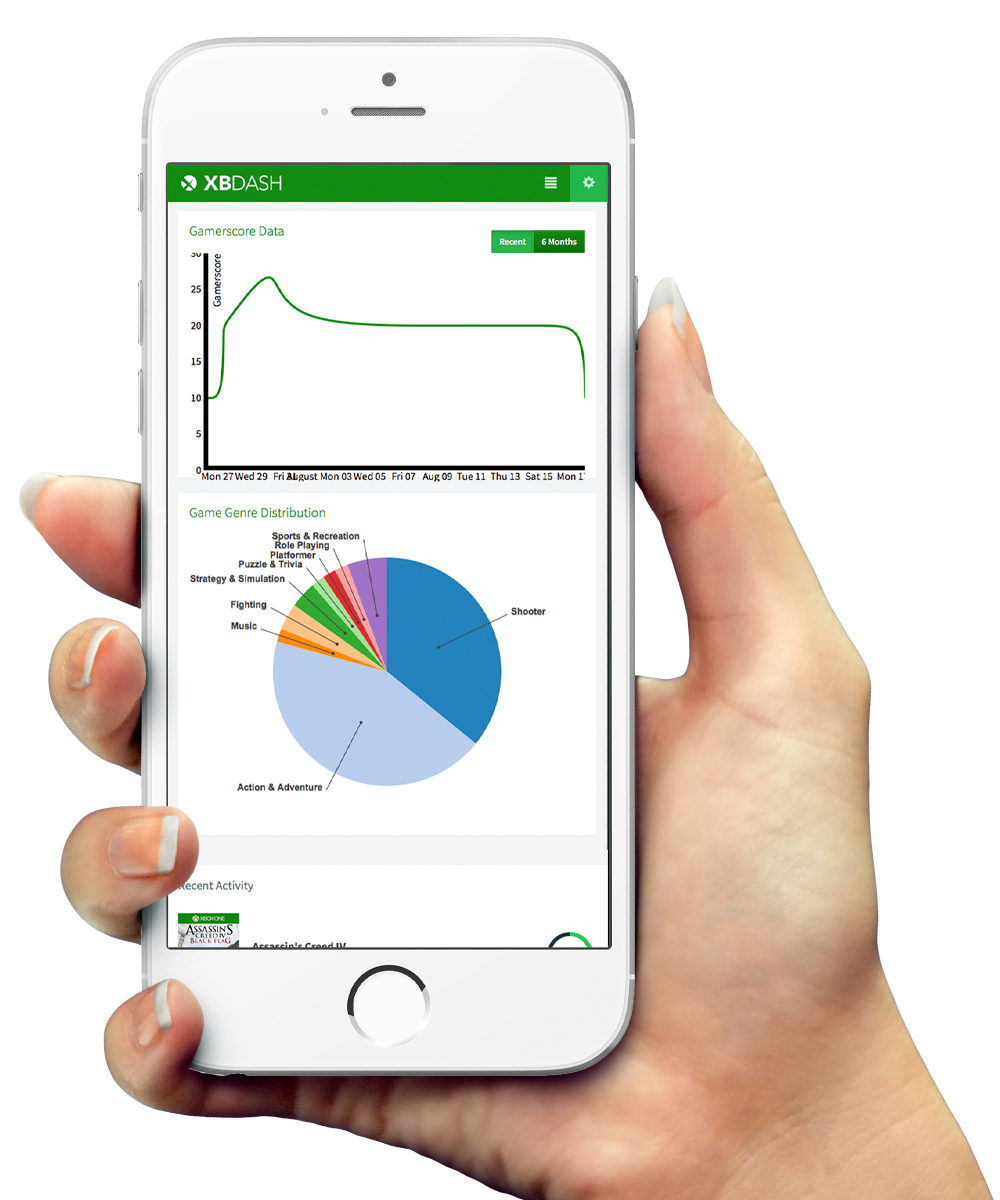 XBDASH
Gamerscore Data
Recent
6 Months
30
Gamerscore
25
20
15
10
5
0
Mon 27 Wed 29 Fri 31 August Mon 03 Wed 05 Fri 07 Aug 09 Tue 11 Thu 13 Sat 15 Mon 1
Game Genre Distribution
Sports & Recreation
Role Playing
Platformer
Puzzle & Trivia
Strategy & Simulation
Fighting
Music
Shooter
Action & Adventure
Recent Activity
XBOX ONE
ASSASSIN'S
CREED IV
BLACK FLAG
Assassin's Creed IV